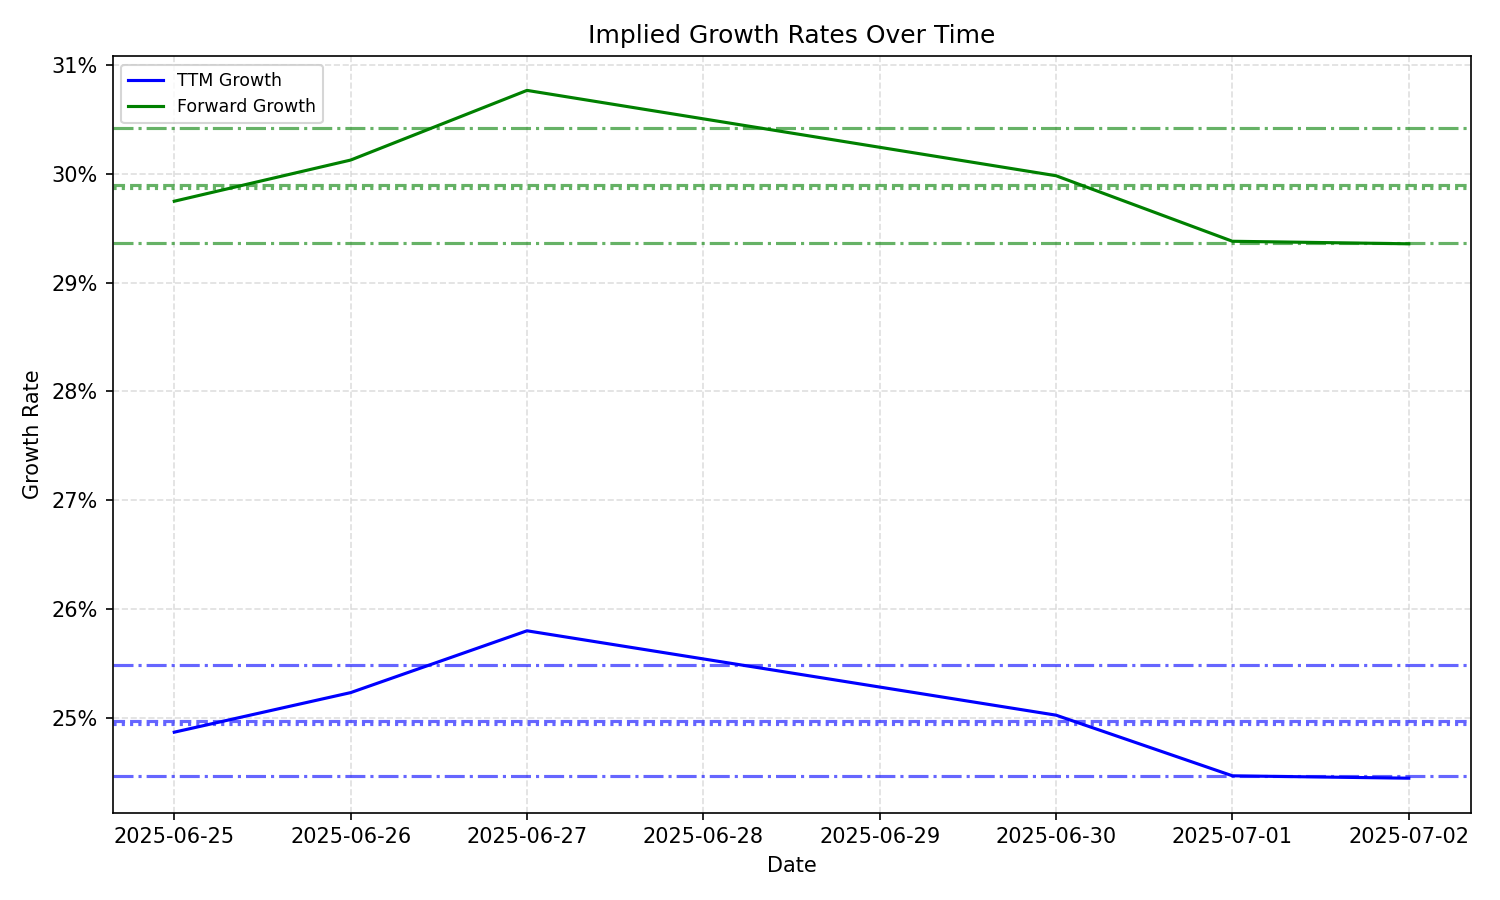 Implied Growth Rates Over Time
TTM Growth
Forward Growth
31%
30%
29%
28%
27%
26%
25%
Growth Rate
2025-06-25 2025-06-26 2025-06-27 2025-06-28 2025-06-29 2025-06-30 2025-07-01 2025-07-02
Date